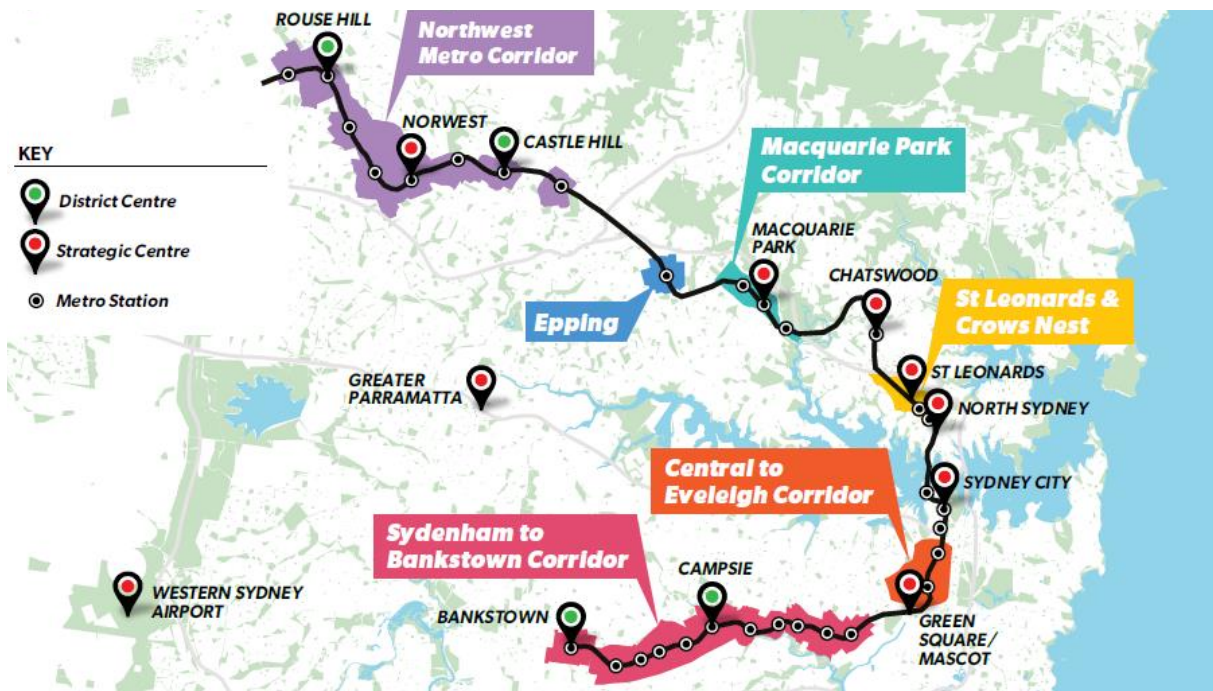 ROUSE HILL
Northwest
Metro Corridor
NORWEST
CASTLE HILL
KEY
District Centre
Strategic Centre
Metro Station
Macquarie Park
Corridor
MACQUARIE
PARK
CHATSWOOD
Epping
St Leonards &
Crows Nest
ST LEONARDS
GREATER
PARRAMATTA
NORTH SYDNEY
Central to
Eveleigh Corridor
SYDNEY CITY
Sydenham to
Bankstown Corridor
CAMPSIE
WESTERN SYDNEY
AIRPORT
BANKSTOWN
GREEN
SQUARE/
MASCOT